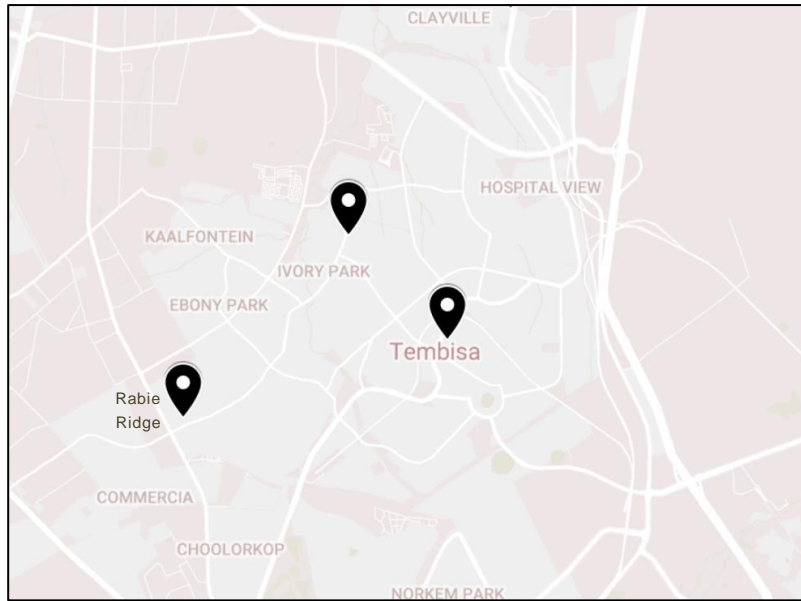 CLAYVILLE
HOSPITAL VIEW
KAALFONTEIN
IVORY PARK
EBONY PARK
Tembisa
Rabie
Ridge
COMMERCIA
CHOOLORKOP
NORKEM PARK